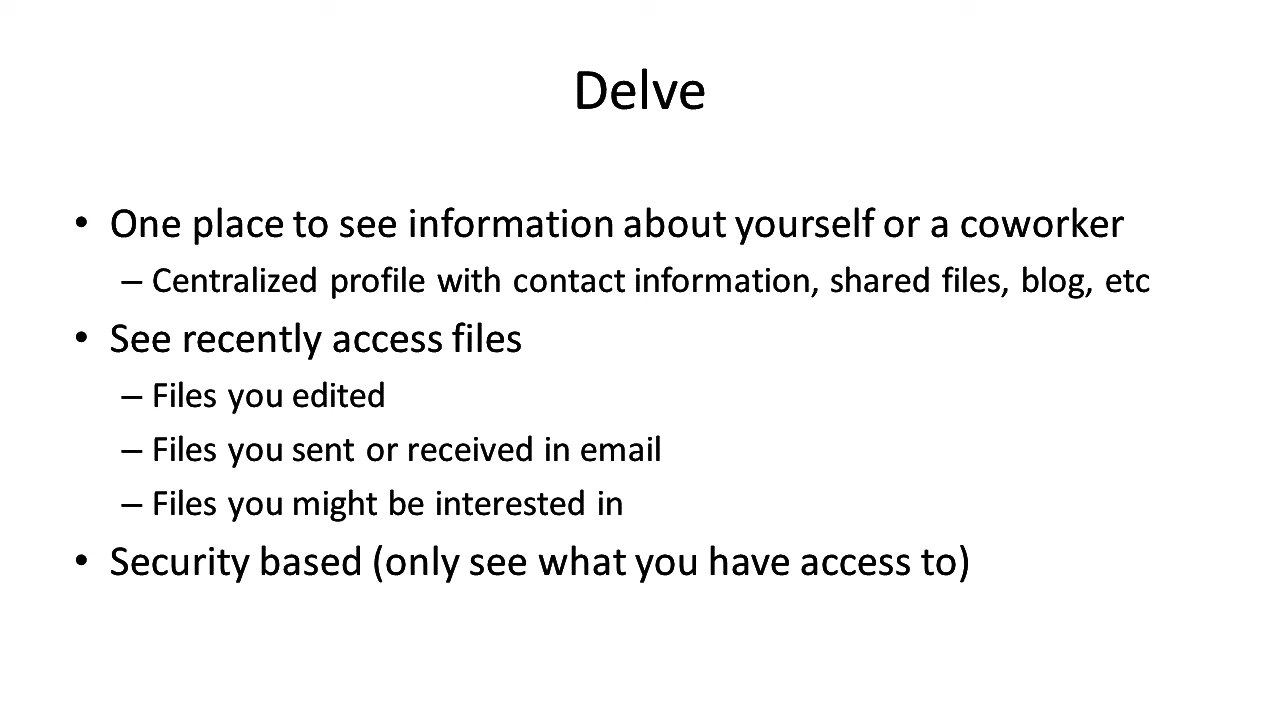 Delve
• One place to see information about yourself or a coworker
– Centralized profile with contact information, shared files, blog, etc
• See recently access files
– Files you edited
– Files you sent or received in email
– Files you might be interested in
• Security based (only see what you have access to)